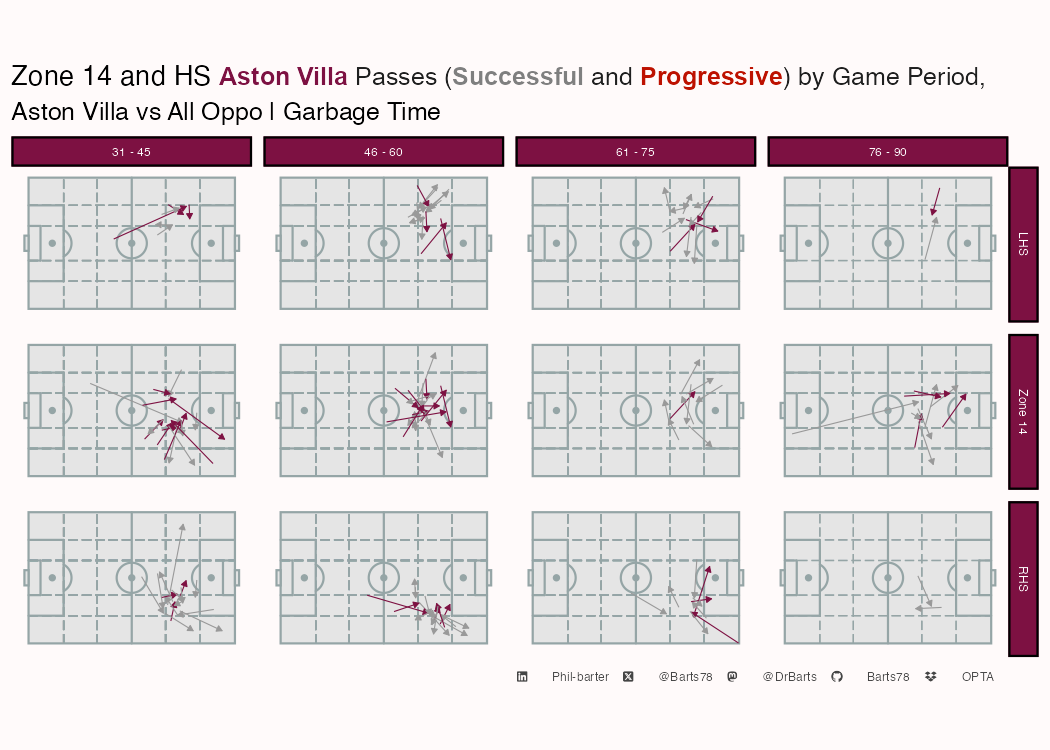 Zone 14 and HS Aston Villa Passes (Successful and Progressive) by Game Period,
Aston Villa vs All Oppo | Garbage Time
31 - 45
46 - 60
61 - 75
76 - 90
LHS
Zone 14
RHS
Phil-barter @Barts78 @DrBarts Barts78 OPTA